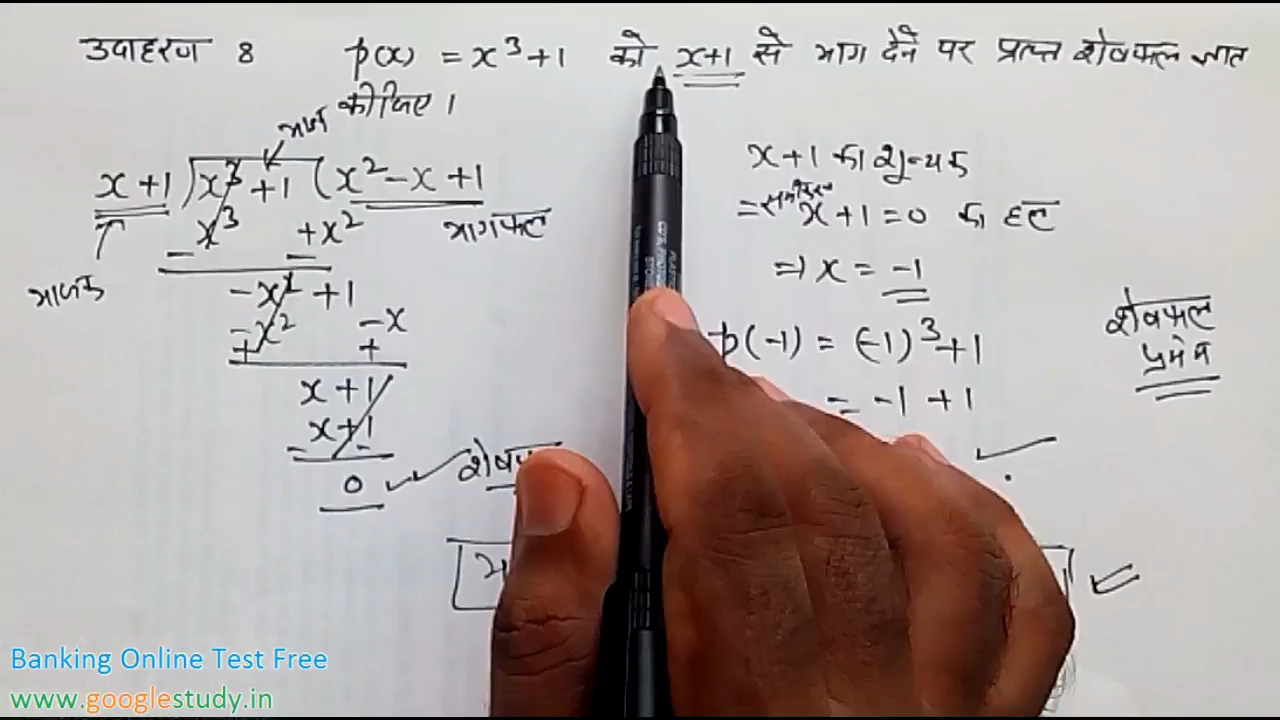 उदाहरण 8 p(x) = x³+1 को x+1 से भाग देने पर प्राप्त शेषफल ज्ञात
कीजिए।
भाज्य
x+1)x³+1(x²-x+1
x³ +x²
- -
भाजक
भागफल
-x²+1
-x² -x
+ +
x+1
x+1
- -
0
x+1 का शून्यक
= समीकरण x+1=0 का हल
⇒ x = -1
p(-1) = (-1)³+1
= -1 +1
शेषफल
प्रमेय
Banking Online Test Free
www.googlestudy.in